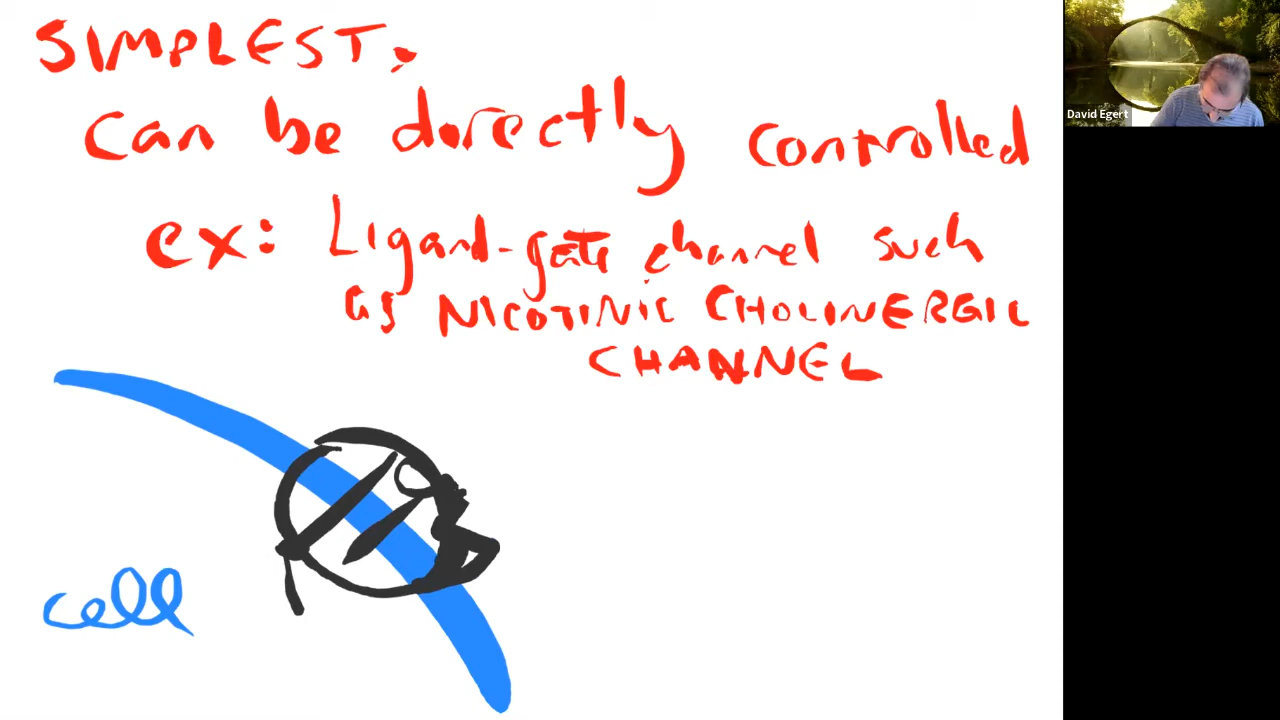 SIMPLEST,
can be directly controlled
ex: Ligand-gate channel such
as NICOTINIC CHOLINERGIC
CHANNEL
cell
David Egert